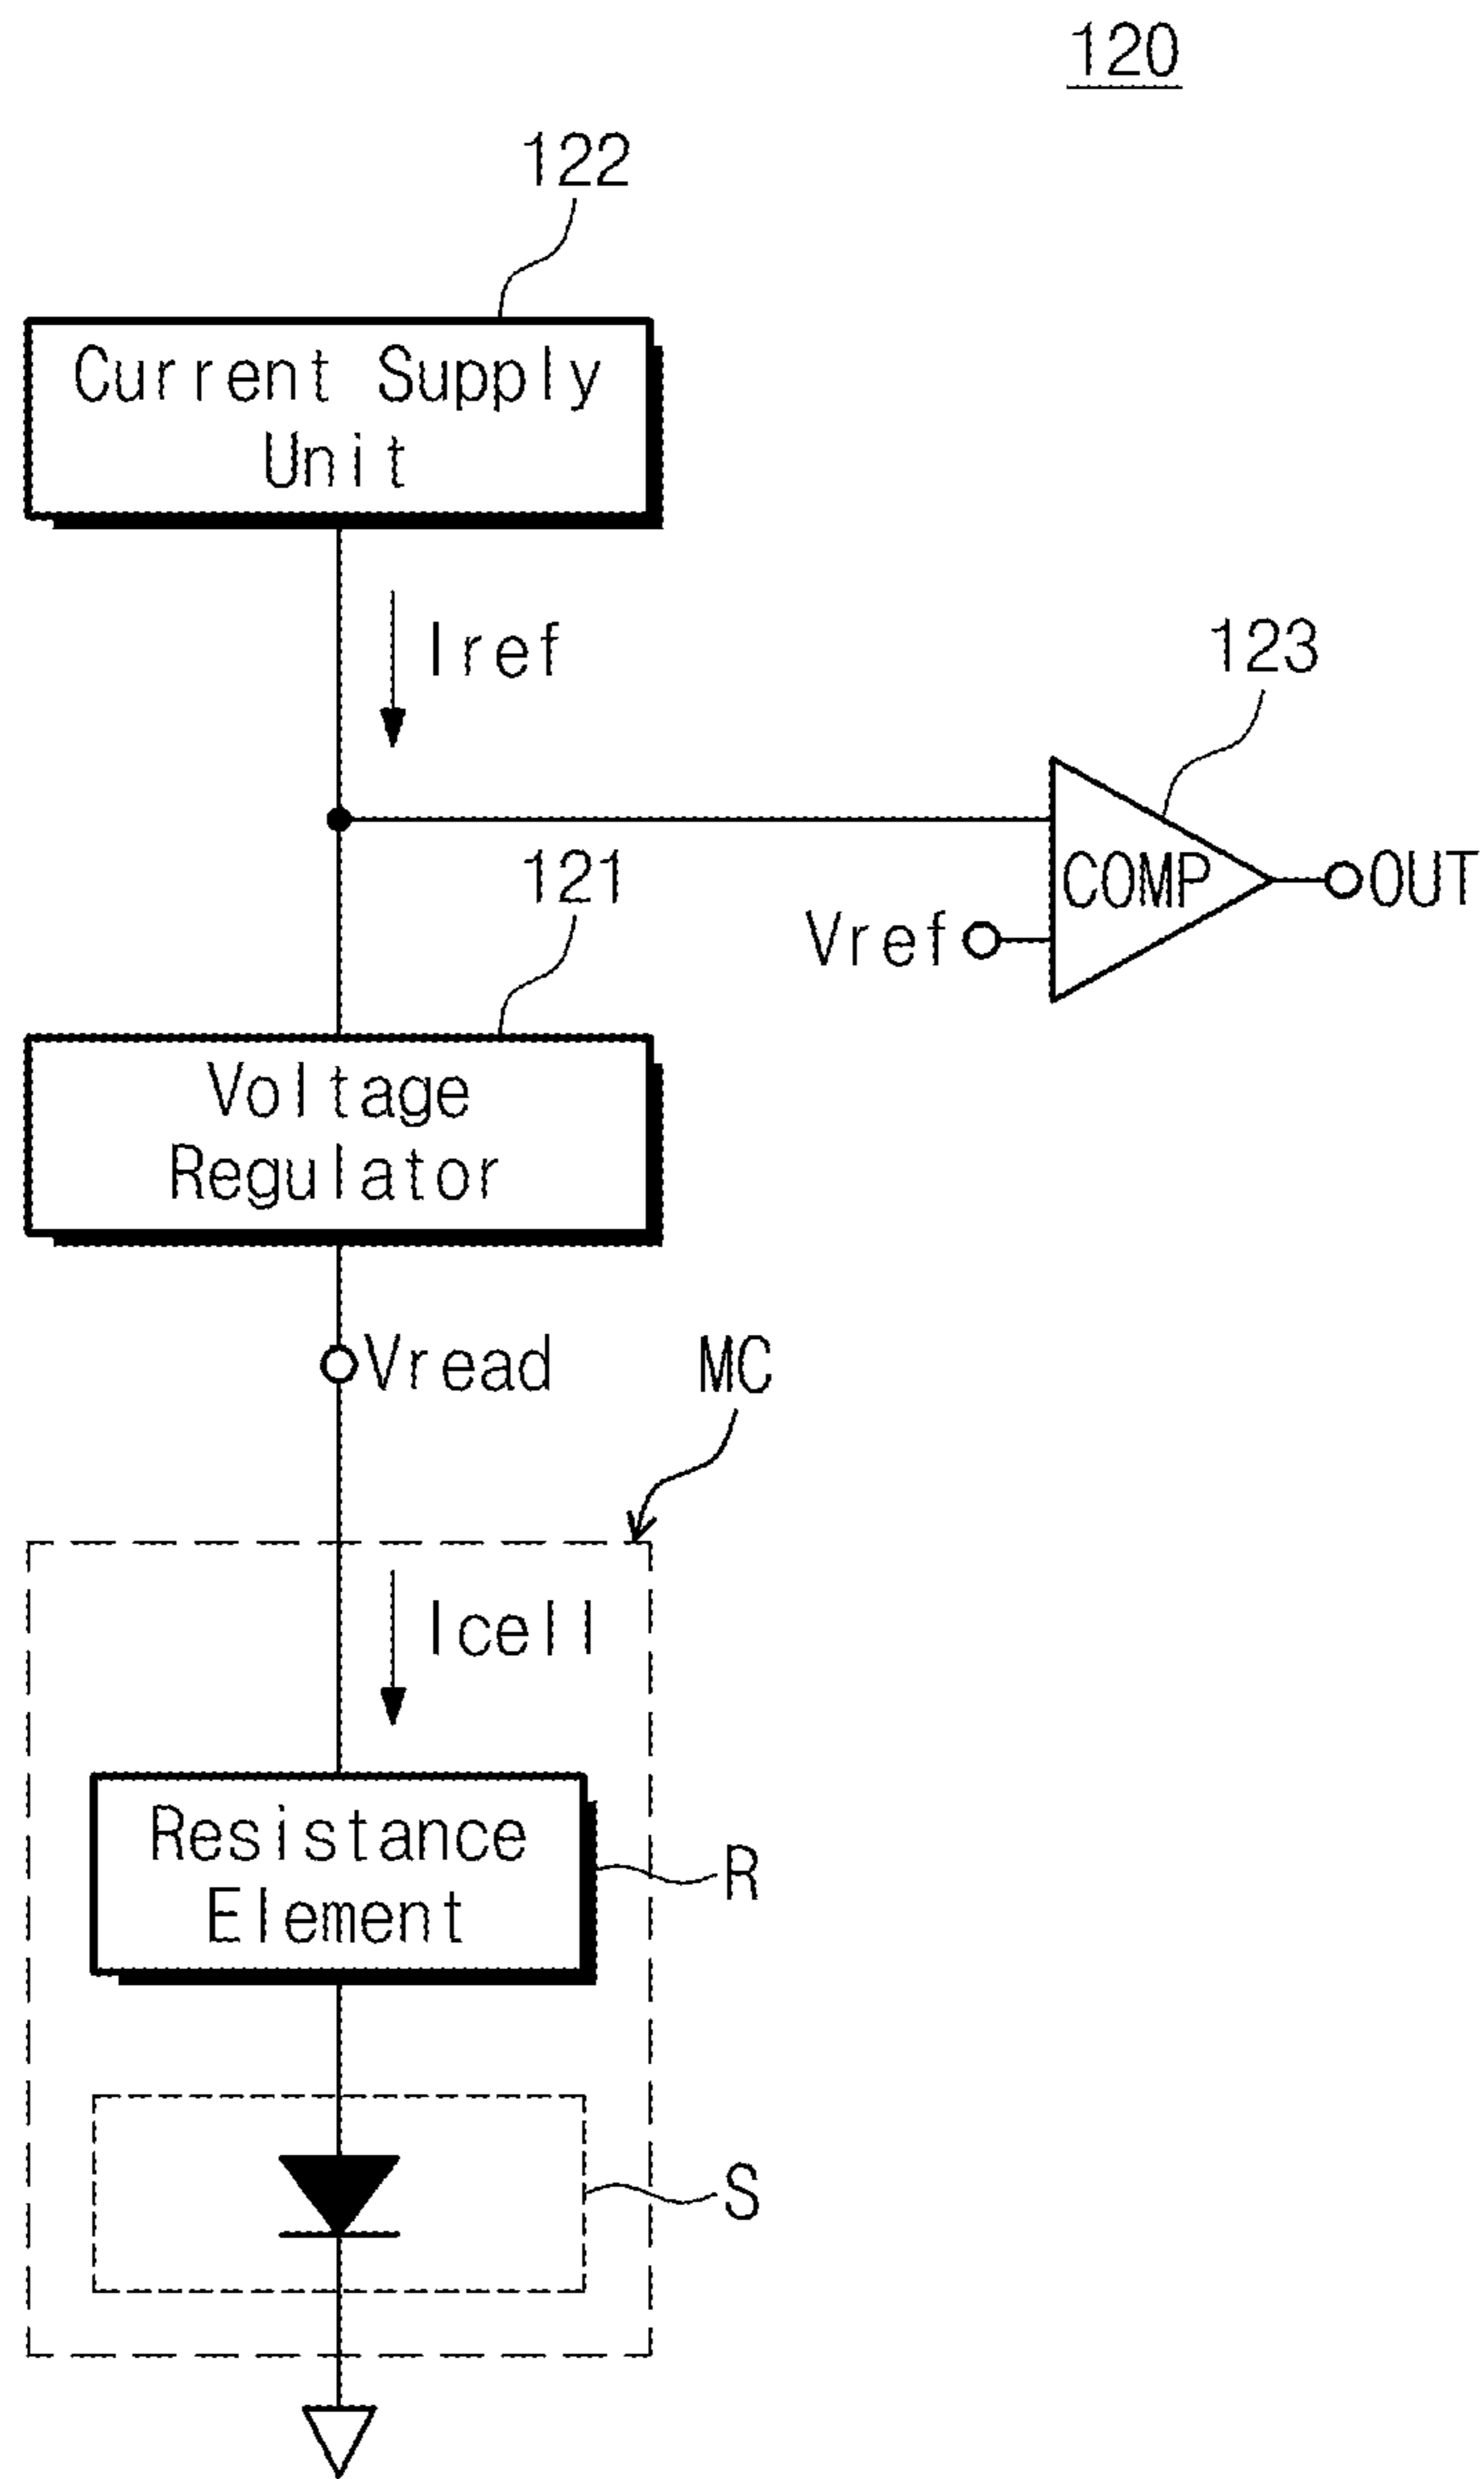 120
122
Current Supply
Unit
Iref
123
COMP
OUT
121
Vref
Voltage
Regulator
Vread
MC
Icell
Resistance
Element
R
S